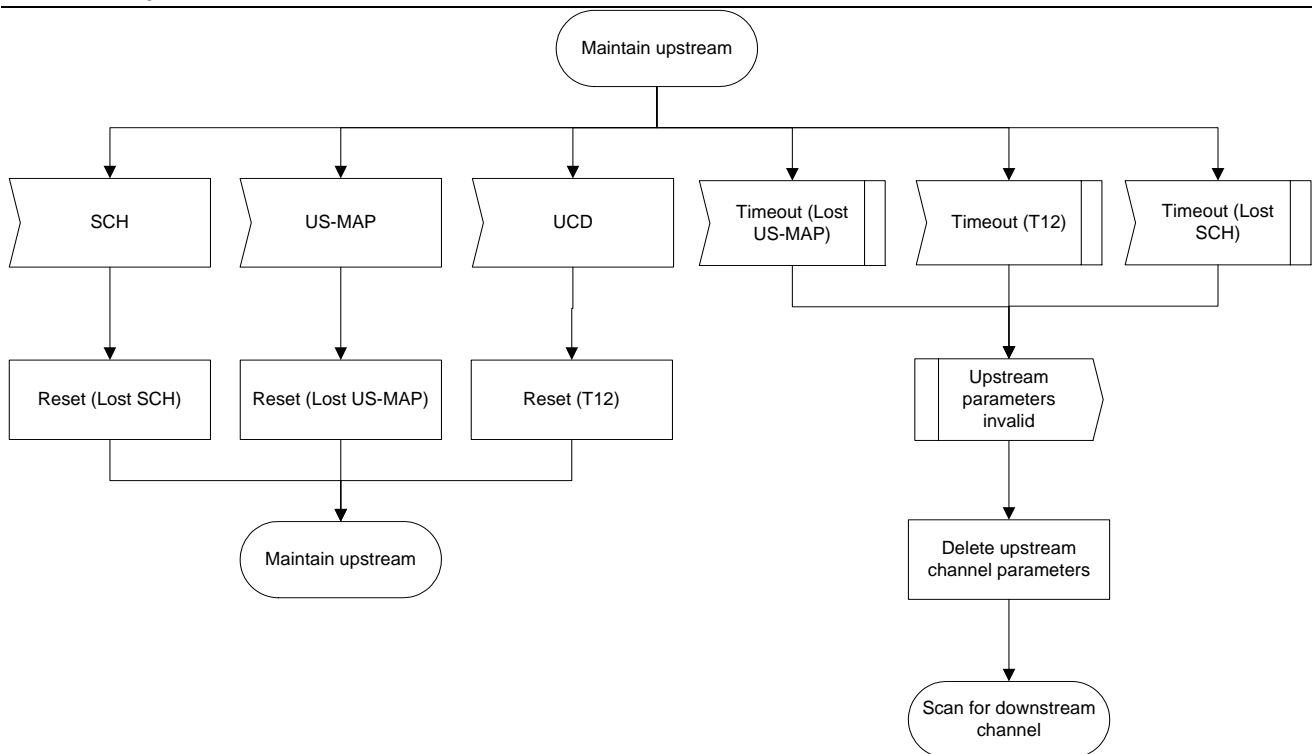 Maintain upstream
SCH
US-MAP
UCD
Timeout (Lost
US-MAP)
Timeout (T12)
Timeout (Lost
SCH)
Reset (Lost SCH)
Reset (Lost US-MAP)
Reset (T12)
Upstream
parameters
invalid
Maintain upstream
Delete upstream
channel parameters
Scan for downstream
channel